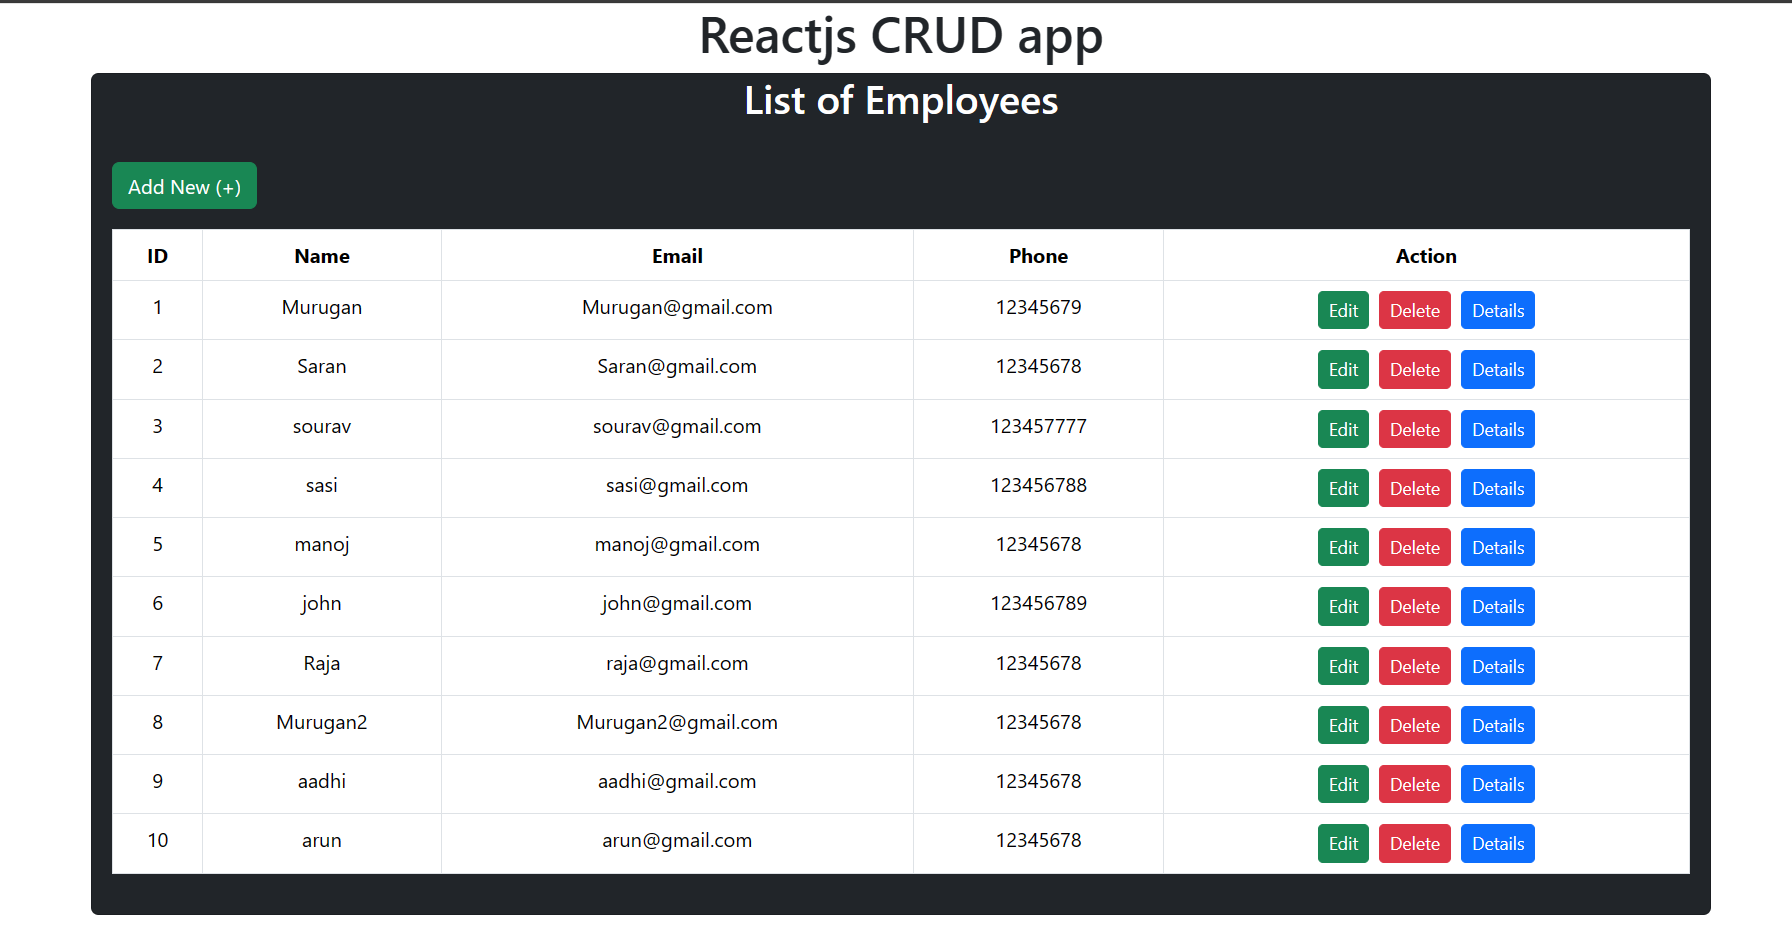 Reactjs CRUD app
List of Employees
Add New (+)
ID Name Email Phone Action
1 Murugan Murugan@gmail.com 12345679 Edit Delete Details
2 Saran Saran@gmail.com 12345678 Edit Delete Details
3 sourav sourav@gmail.com 123457777 Edit Delete Details
4 sasi sasi@gmail.com 123456788 Edit Delete Details
5 manoj manoj@gmail.com 12345678 Edit Delete Details
6 john john@gmail.com 123456789 Edit Delete Details
7 Raja raja@gmail.com 12345678 Edit Delete Details
8 Murugan2 Murugan2@gmail.com 12345678 Edit Delete Details
9 aadhi aadhi@gmail.com 12345678 Edit Delete Details
10 arun arun@gmail.com 12345678 Edit Delete Details